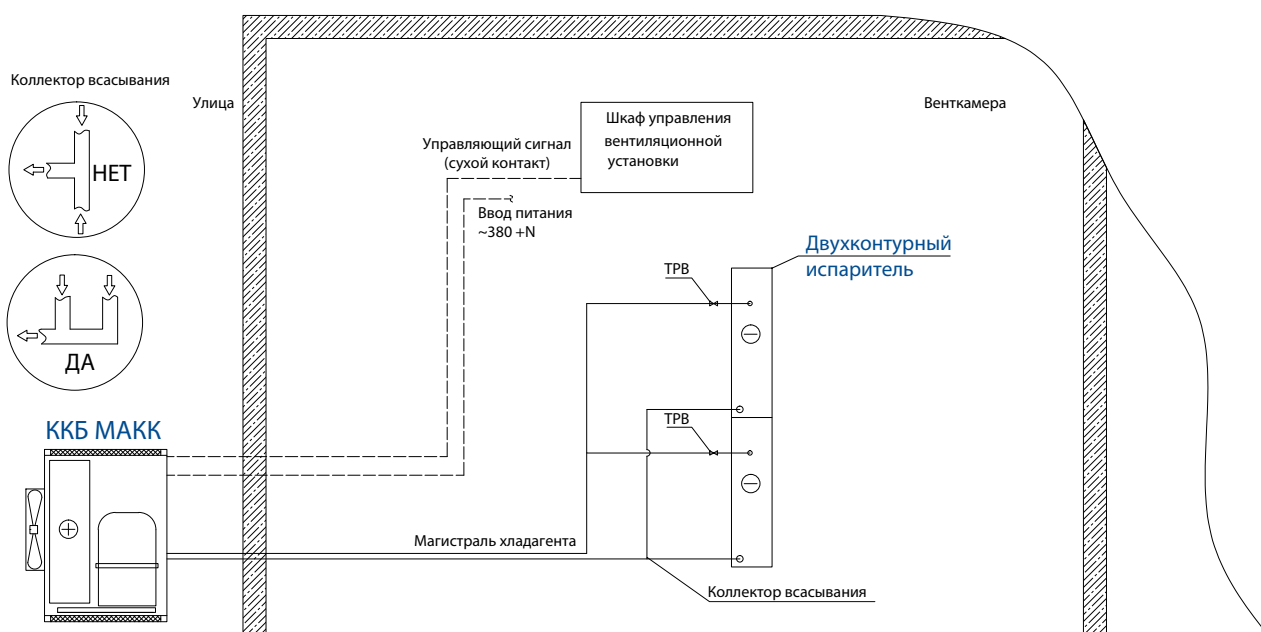 Коллектор всасывания
НЕТ
ДА
ККБ МАКК
Улица
Венткамера
Шкаф управления
вентиляционной
установки
Управляющий сигнал
(сухой контакт)
Ввод питания
~380 +N
Двухконтурный
испаритель
ТРВ
ТРВ
Магистраль хладагента
Коллектор всасывания